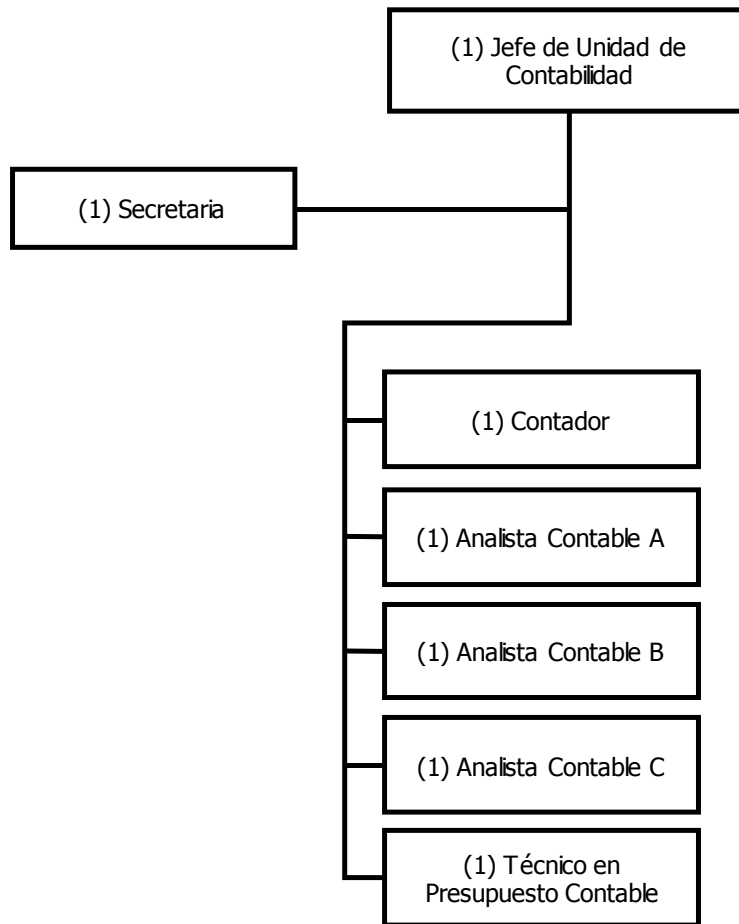 (1) Jefe de Unidad de
Contabilidad
(1) Secretaria
(1) Contador
(1) Analista Contable A
(1) Analista Contable B
(1) Analista Contable C
(1) Técnico en
Presupuesto Contable